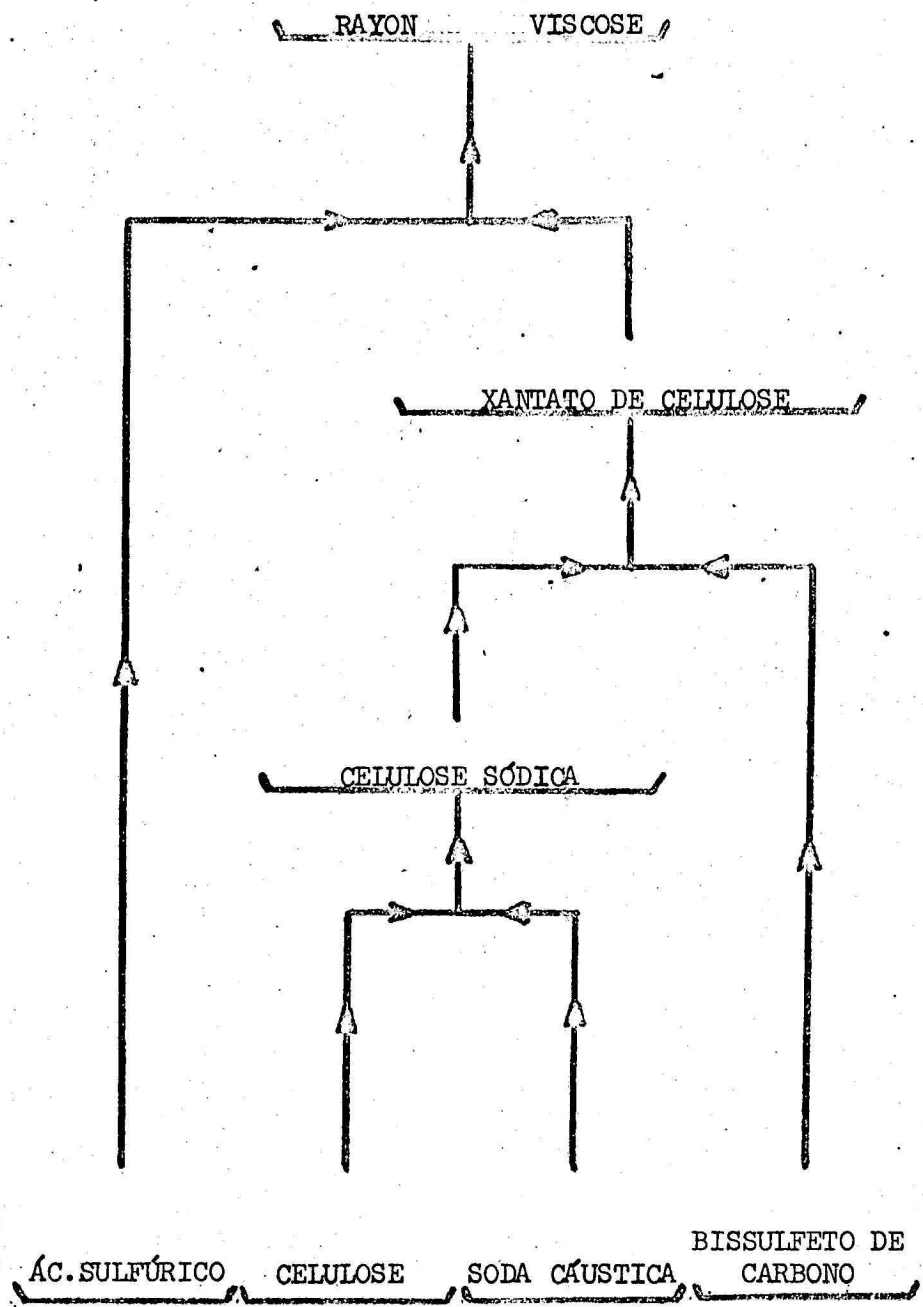 RAYON VISCOSE
XANTATO DE CELULOSE
CELULOSE SÓDICA
ÁC.SULFÚRICO CELULOSE SODA CÁUSTICA BISSULFETO DE
CARBONO